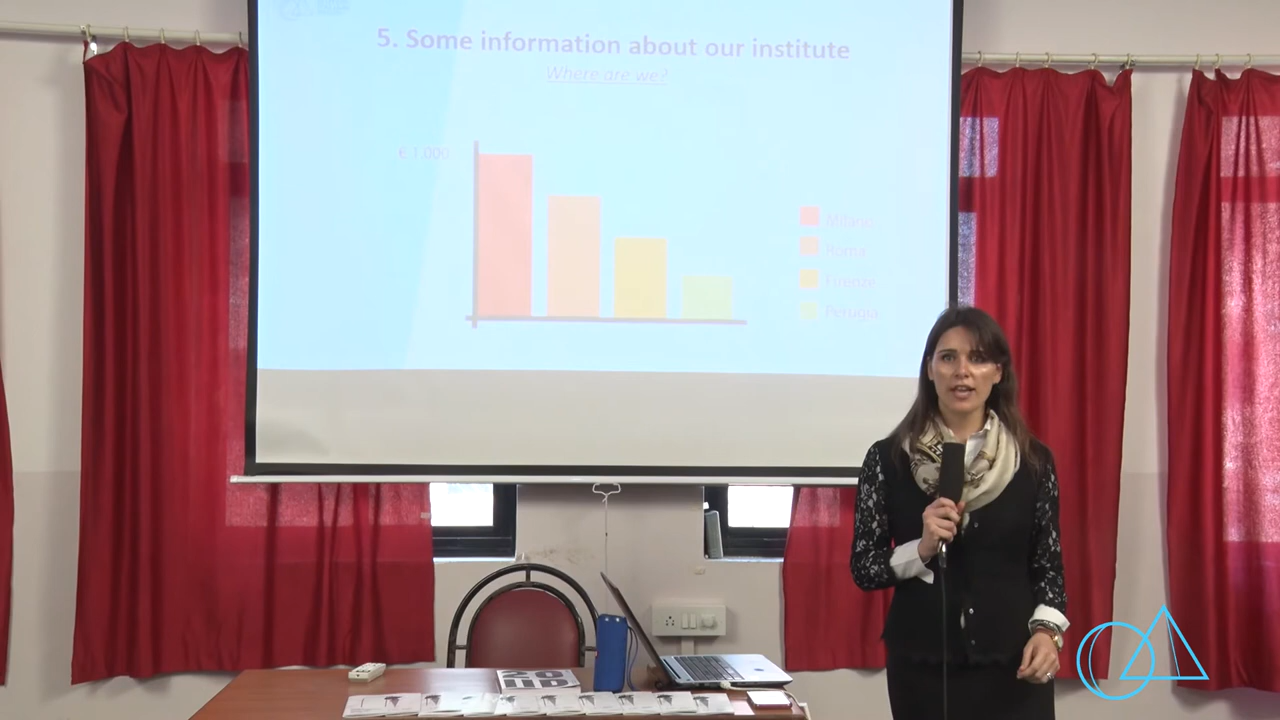 5. Some information about our institute
Where are we?
€ 1.000
Milano
Roma
Firenze
Perugia